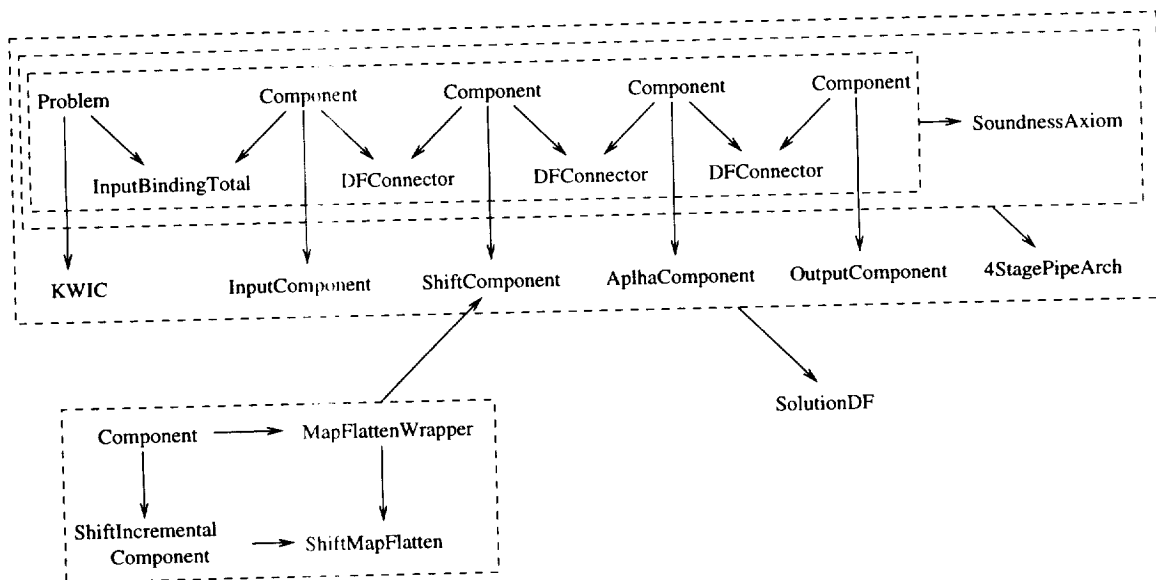 Problem
Component
Component
Component
Component
SoundnessAxiom
InputBindingTotal
DFConnector
DFConnector
DFConnector
KWIC
InputComponent
ShiftComponent
AplhaComponent
OutputComponent
4StagePipeArch
SolutionDF
Component
MapFlattenWrapper
ShiftIncremental
Component
ShiftMapFlatten